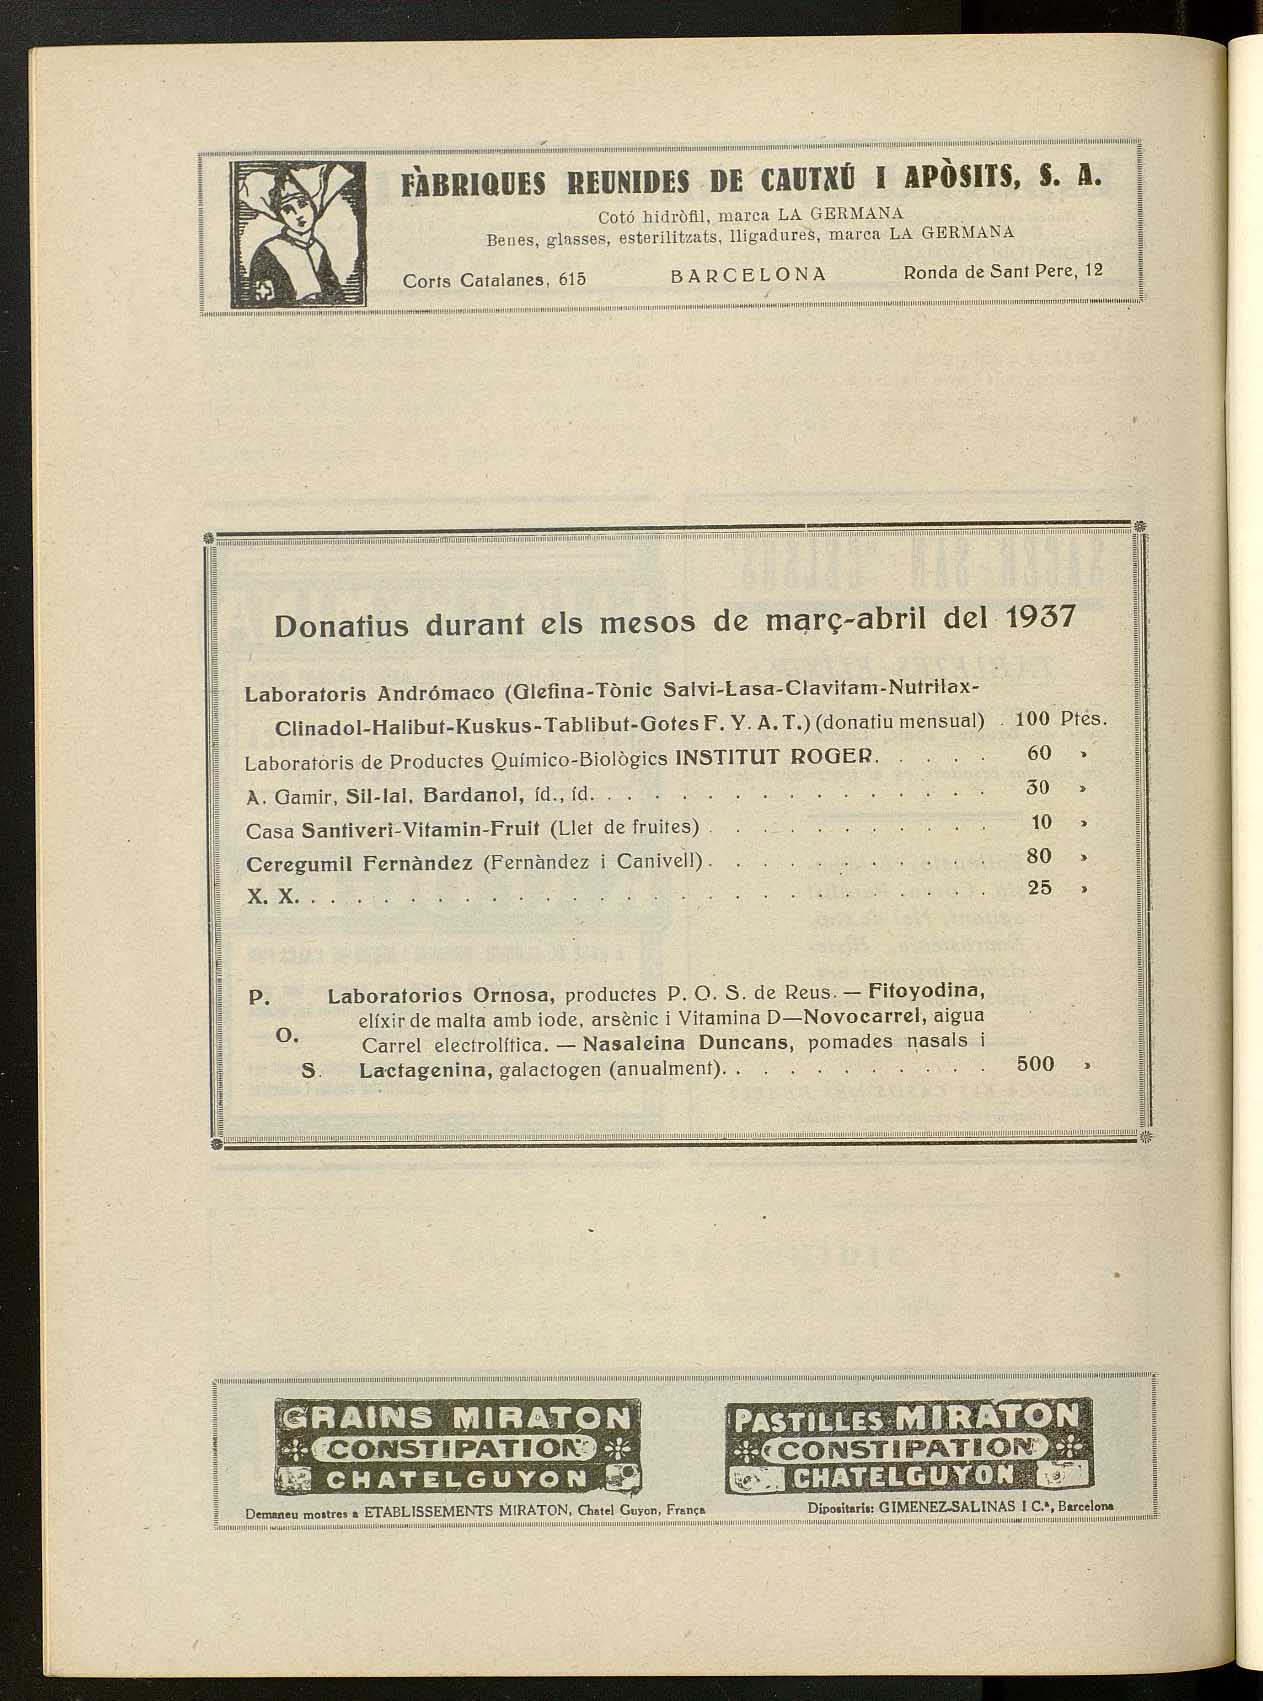 FÀBRIQUES REUNIDES DE CAUTXÚ I APÒSITS, S. A.
Cotó hidròfil, marca LA GERMANA
Benes, glasses, esterilitzats, lligadures, marca LA GERMANA
Corts Catalanes, 615 BARCELONA Ronda de Sant Pere, 12
Donatius durant els mesos de març-abril del 1937
Laboratoris Andrómaco (Glefina-Tònic Salvi-Lasa-Clavitam-Nutrilax-
Clinadol-Halibut-Kuskus-Tablibut-Gotes F. Y. A. T.) (donatiu mensual) . 100 Ptes.
Laboratoris de Productes Químico-Biològics INSTITUT ROGER. . . . . . 60 »
A. Gamir, Sil-lal, Bardanol, íd., íd. . . . . . . . . . . . . . . . . 30 »
Casa Santiveri-Vitamin-Fruit (Llet de fruites) . . . . . . . . . . . 10 »
Ceregumil Fernàndez (Fernàndez i Canivell) . . . . . . . . . . . . 80 »
X. X. . . . . . . . . . . . . . . . . . . . . . . . . . . . 25 »
P. Laboratorios Ornosa, productes P. O. S. de Reus. — Fitoyodina,
elíxir de malta amb iode, arsènic i Vitamina D—Novocarrel, aigua
O. Carrel electrolítica. — Nasaleina Duncans, pomades nasals i
S. Lactagenina, galactogen (anualment). . . . . . . . . . . 500 »
GRAINS MIRATON
CONSTIPATION
CHATELGUYON
Demaneu mostres a ETABLISSEMENTS MIRATON, Chatel Guyon, França
PASTILLES MIRATON
CONSTIPATION
CHATELGUYON
Dipositaris: GIMENEZ-SALINAS I C.ª, Barcelona